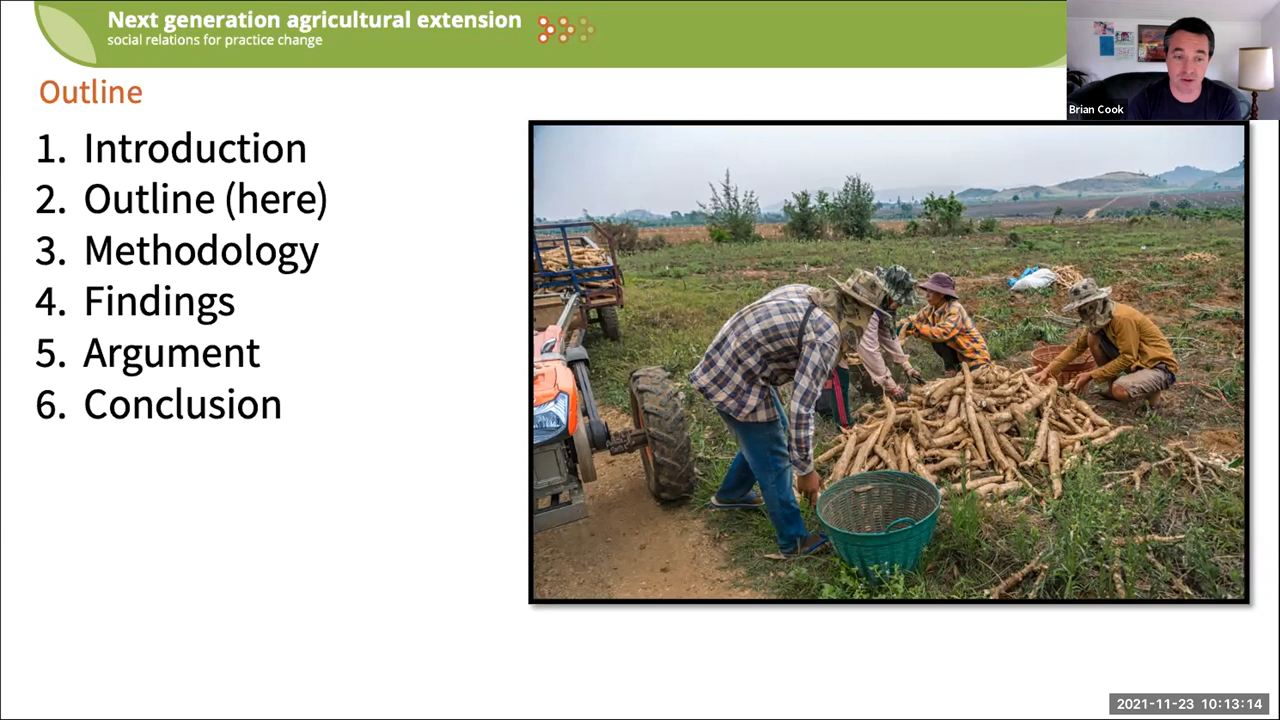 Next generation agricultural extension
social relations for practice change
Brian Cook
Outline
1. Introduction
2. Outline (here)
3. Methodology
4. Findings
5. Argument
6. Conclusion
2021-11-23 10:13:14